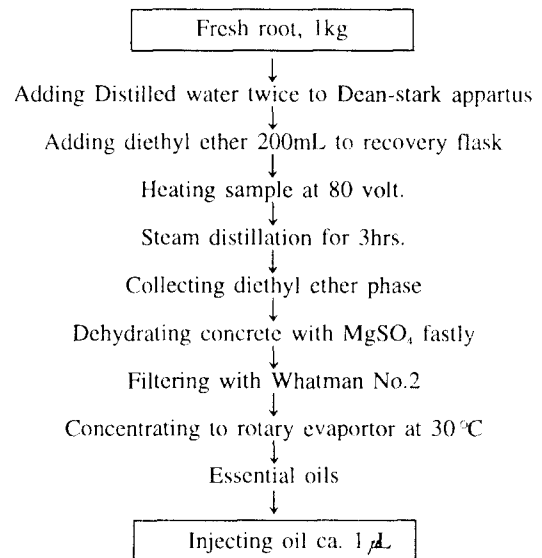 Fresh root, 1kg
Adding Distilled water twice to Dean-stark appartus
Adding diethyl ether 200mL to recovery flask
Heating sample at 80 volt.
Steam distillation for 3hrs.
Collecting diethyl ether phase
Dehydrating concrete with MgSO₄ fastly
Filtering with Whatman No.2
Concentrating to rotary evaportor at 30℃
Essential oils
Injecting oil ca. 1㎕